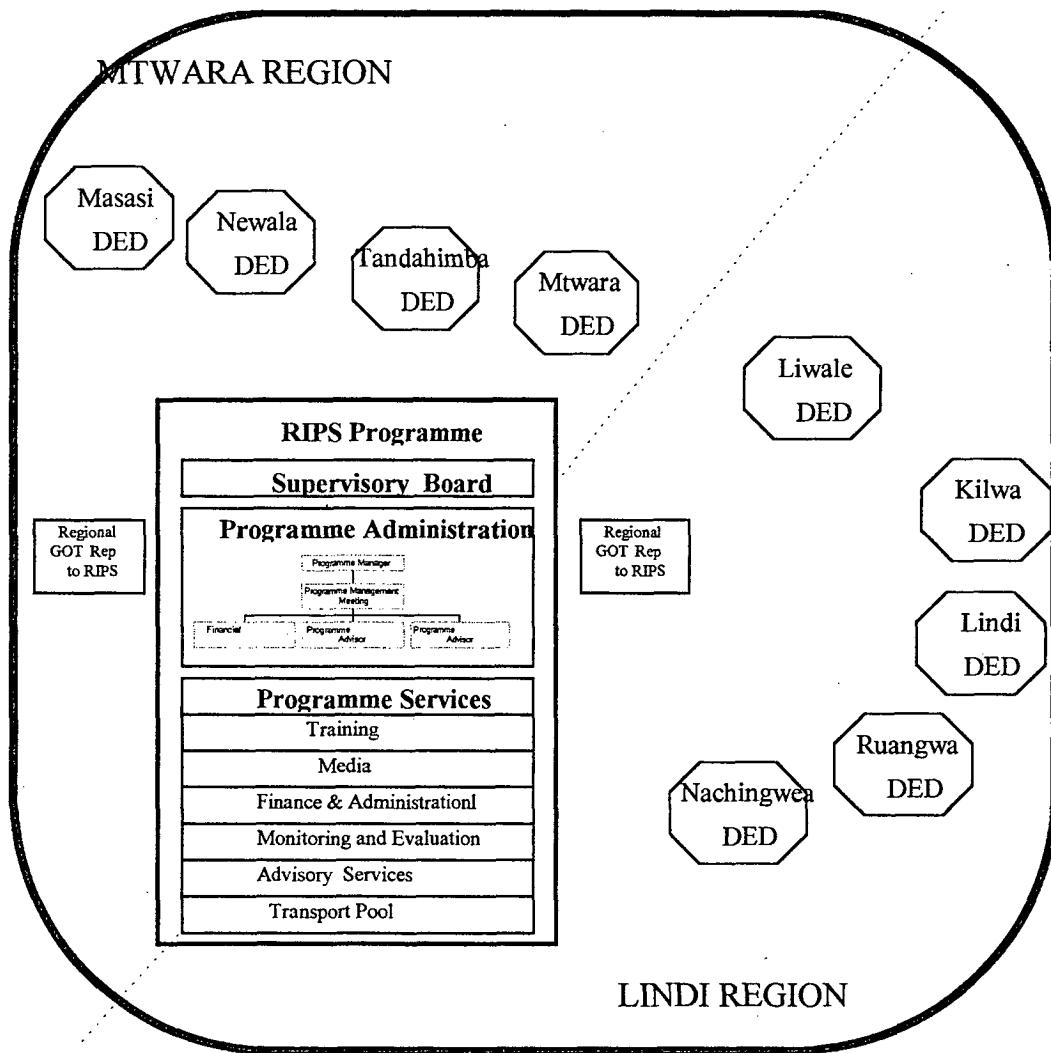 MTWARA REGION
Masasi
DED
Newala
DED
Tandahimba
DED
Mtwara
DED
Liwale
DED
Kilwa
DED
Lindi
DED
Ruangwa
DED
Nachingwea
DED
RIPS Programme
Supervisory Board
Programme Administration
Programme Manager
Programme Management
Meeting
Financial
Programme
Advisor
Programme
Advisor
Programme Services
Training
Media
Finance & Administrationl
Monitoring and Evaluation
Advisory Services
Transport Pool
Regional
GOT Rep
to RIPS
Regional
GOT Rep
to RIPS
LINDI REGION